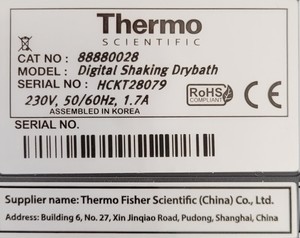 Thermo
SCIENTIFIC
CAT NO : 88880028
MODEL : Digital Shaking Drybath
SERIAL NO : HCKT28079
230V, 50/60Hz, 1.7A
ASSEMBLED IN KOREA
RoHS
COMPLIANT
CE
SERIAL NO.
Supplier name: Thermo Fisher Scientific (China) Co., Ltd.
Address: Building 6, No. 27, Xin Jinqiao Road, Pudong, Shanghai, China